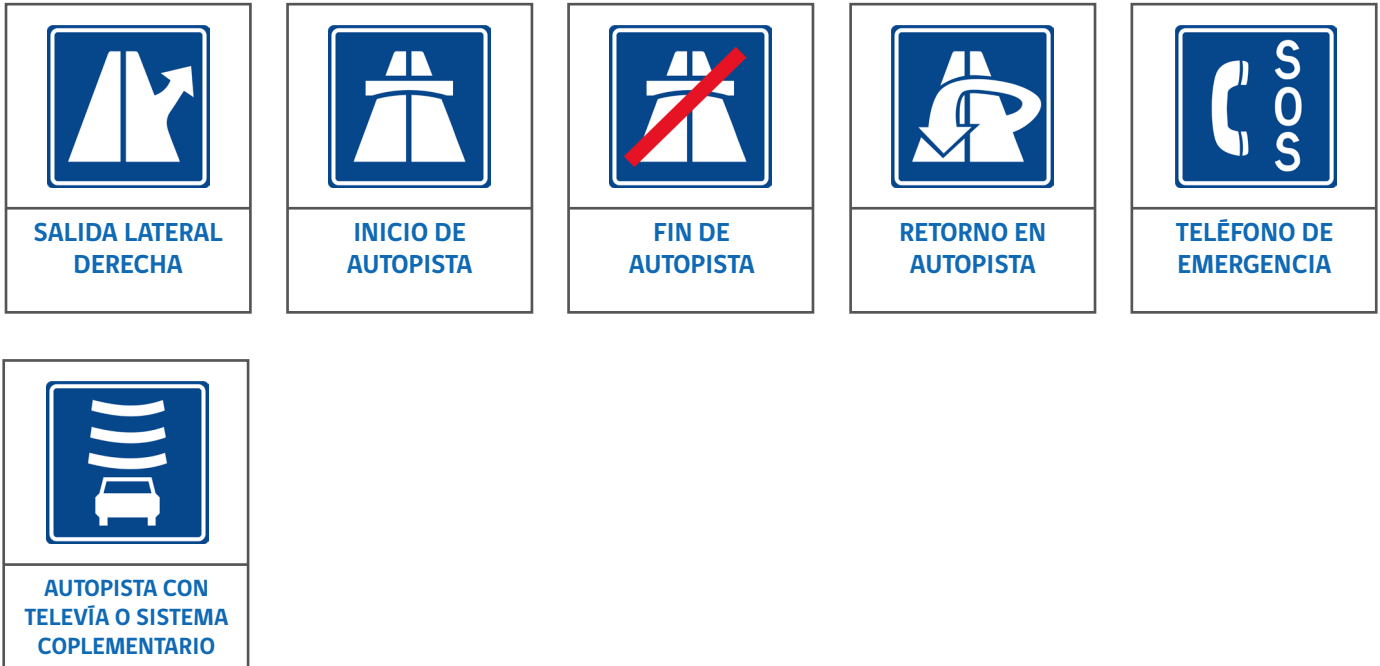 S
O
S
SALIDA LATERAL
DERECHA
INICIO DE
AUTOPISTA
FIN DE
AUTOPISTA
RETORNO EN
AUTOPISTA
TELÉFONO DE
EMERGENCIA
AUTOPISTA CON
TELEVÍA O SISTEMA
COPLEMENTARIO